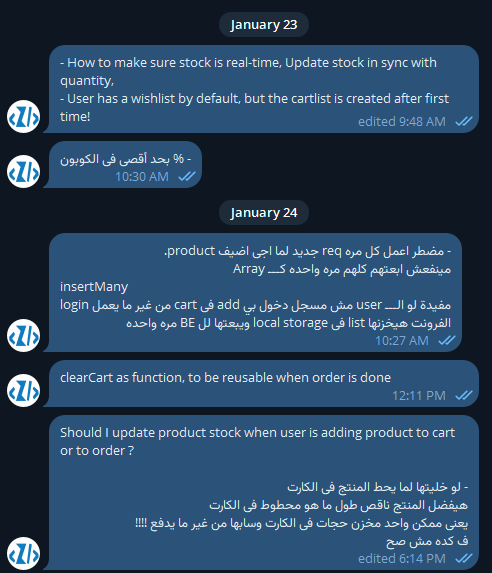 January 23
- How to make sure stock is real-time, Update stock in sync with
quantity,
- User has a wishlist by default, but the cartlist is created after first
time!
edited 9:48 AM
- % بحد أقصى فى الكوبون
10:30 AM
January 24
- مضطر اعمل كل مره req جديد لما اجى اضيف product.
مينفعش ابعتهم كلهم مره واحده كــــ Array
insertMany
مفيدة لو الــــ user مش مسجل دخول بي add فى cart من غير ما يعمل login
الفرونت هيخزنها list فى local storage ويبعتها لل BE مره واحده
10:27 AM
clearCart as function, to be reusable when order is done
12:11 PM
Should I update product stock when user is adding product to cart
or to order ?
- لو خليتها لما يحط المنتج فى الكارت
هيفضل المنتج ناقص طول ما هو محطوط فى الكارت
يعنى ممكن واحد مخزن حجات فى الكارت وسابها من غير ما يدفع !!!!
ف كده مش صح
edited 6:14 PM